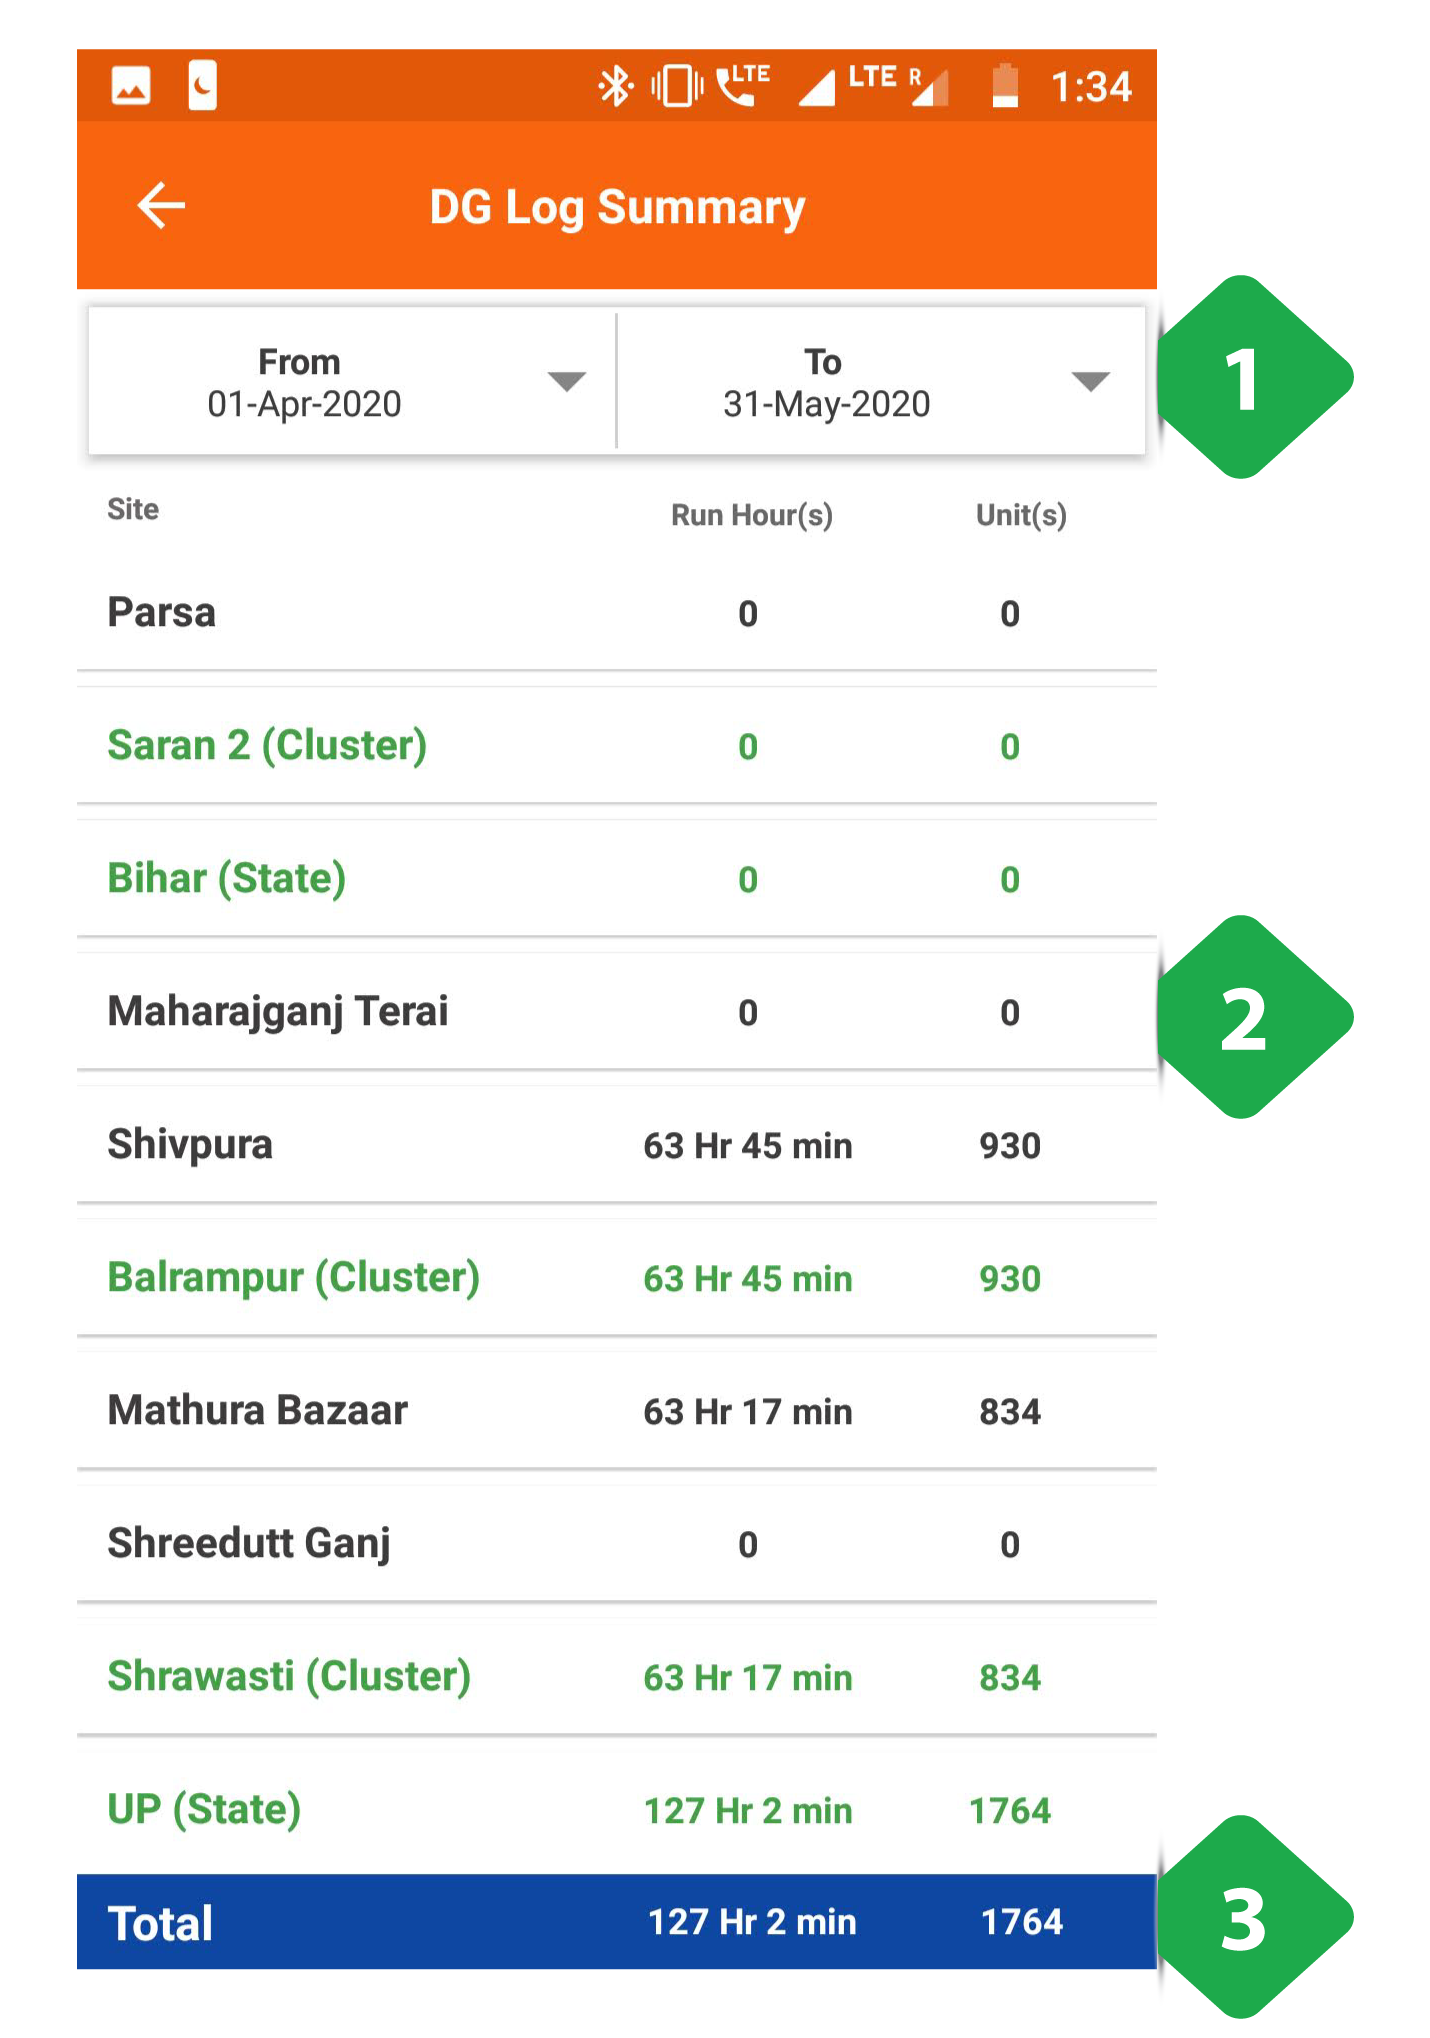 LTE LTE R 1:34
DG Log Summary
From To
01-Apr-2020 31-May-2020
1
Site Run Hour(s) Unit(s)
Parsa 0 0
Saran 2 (Cluster) 0 0
Bihar (State) 0 0
Maharajganj Terai 0 0
2
Shivpura 63 Hr 45 min 930
Balrampur (Cluster) 63 Hr 45 min 930
Mathura Bazaar 63 Hr 17 min 834
Shreedutt Ganj 0 0
Shrawasti (Cluster) 63 Hr 17 min 834
UP (State) 127 Hr 2 min 1764
Total 127 Hr 2 min 1764
3